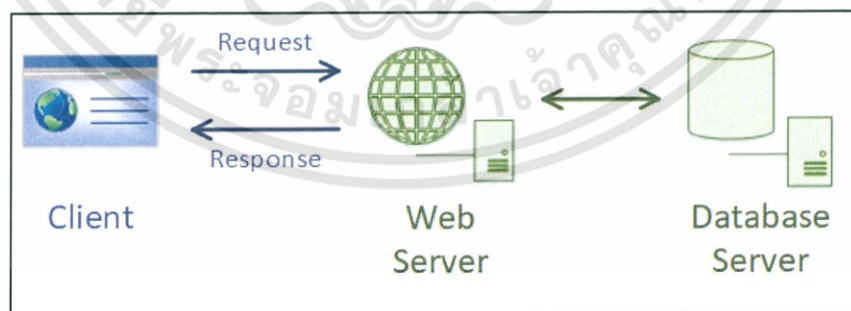 Request
Response
Client
Web
Server
Database
Server